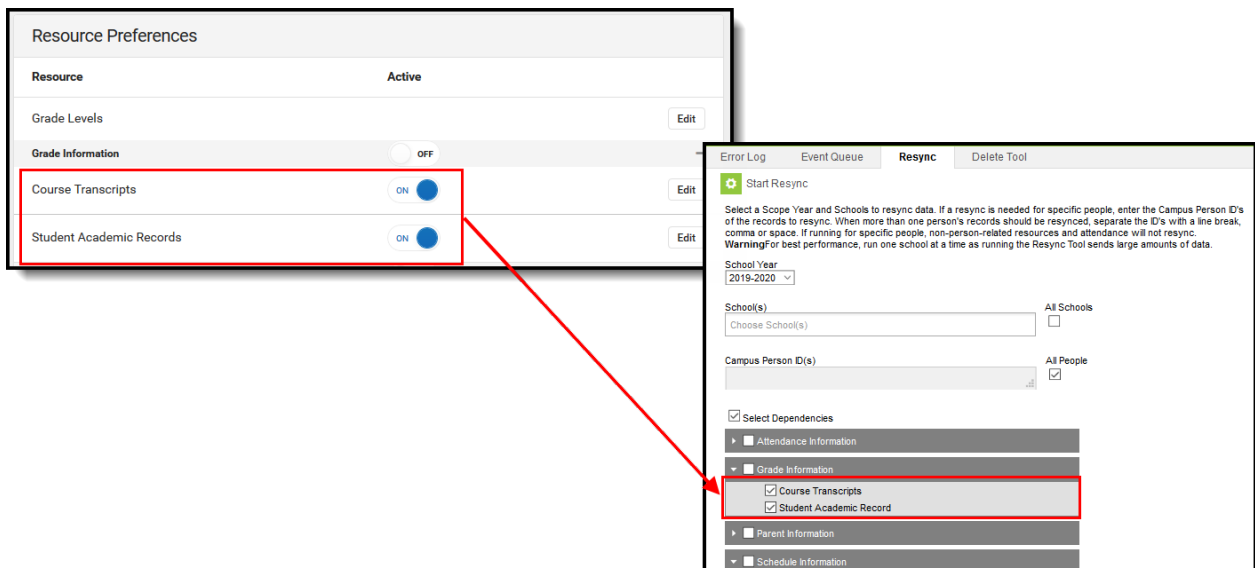 Resource Preferences
Resource Active
Grade Levels Edit
Grade Information OFF
Course Transcripts ON Edit
Student Academic Records ON Edit
Error Log Event Queue Resync Delete Tool
Start Resync
Select a Scope Year and Schools to resync data. If a resync is needed for specific people, enter the Campus Person ID's
of the records to resync. When more than one person's records should be resynced, separate the ID's with a line break,
comma or space. If running for specific people, non-person-related resources and attendance will not resync.
WarningFor best performance, run one school at a time as running the Resync Tool sends large amounts of data.
School Year
2019-2020
School(s) All Schools
Choose School(s)
Campus Person ID(s) All People
Select Dependencies
Attendance Information
Grade Information
Course Transcripts
Student Academic Record
Parent Information
Schedule Information